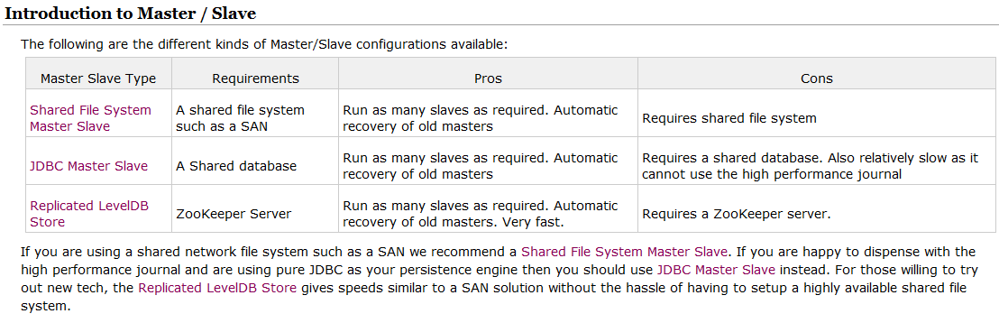 Introduction to Master / Slave
The following are the different kinds of Master/Slave configurations available:
Master Slave Type Requirements Pros Cons
Shared File System
Master Slave
A shared file system
such as a SAN
Run as many slaves as required. Automatic
recovery of old masters
Requires shared file system
JDBC Master Slave
A Shared database
Run as many slaves as required. Automatic
recovery of old masters
Requires a shared database. Also relatively slow as it
cannot use the high performance journal
Replicated LevelDB
Store
ZooKeeper Server
Run as many slaves as required. Automatic
recovery of old masters. Very fast.
Requires a ZooKeeper server.
If you are using a shared network file system such as a SAN we recommend a Shared File System Master Slave. If you are happy to dispense with the
high performance journal and are using pure JDBC as your persistence engine then you should use JDBC Master Slave instead. For those willing to try
out new tech, the Replicated LevelDB Store gives speeds similar to a SAN solution without the hassle of having to setup a highly available shared file
system.